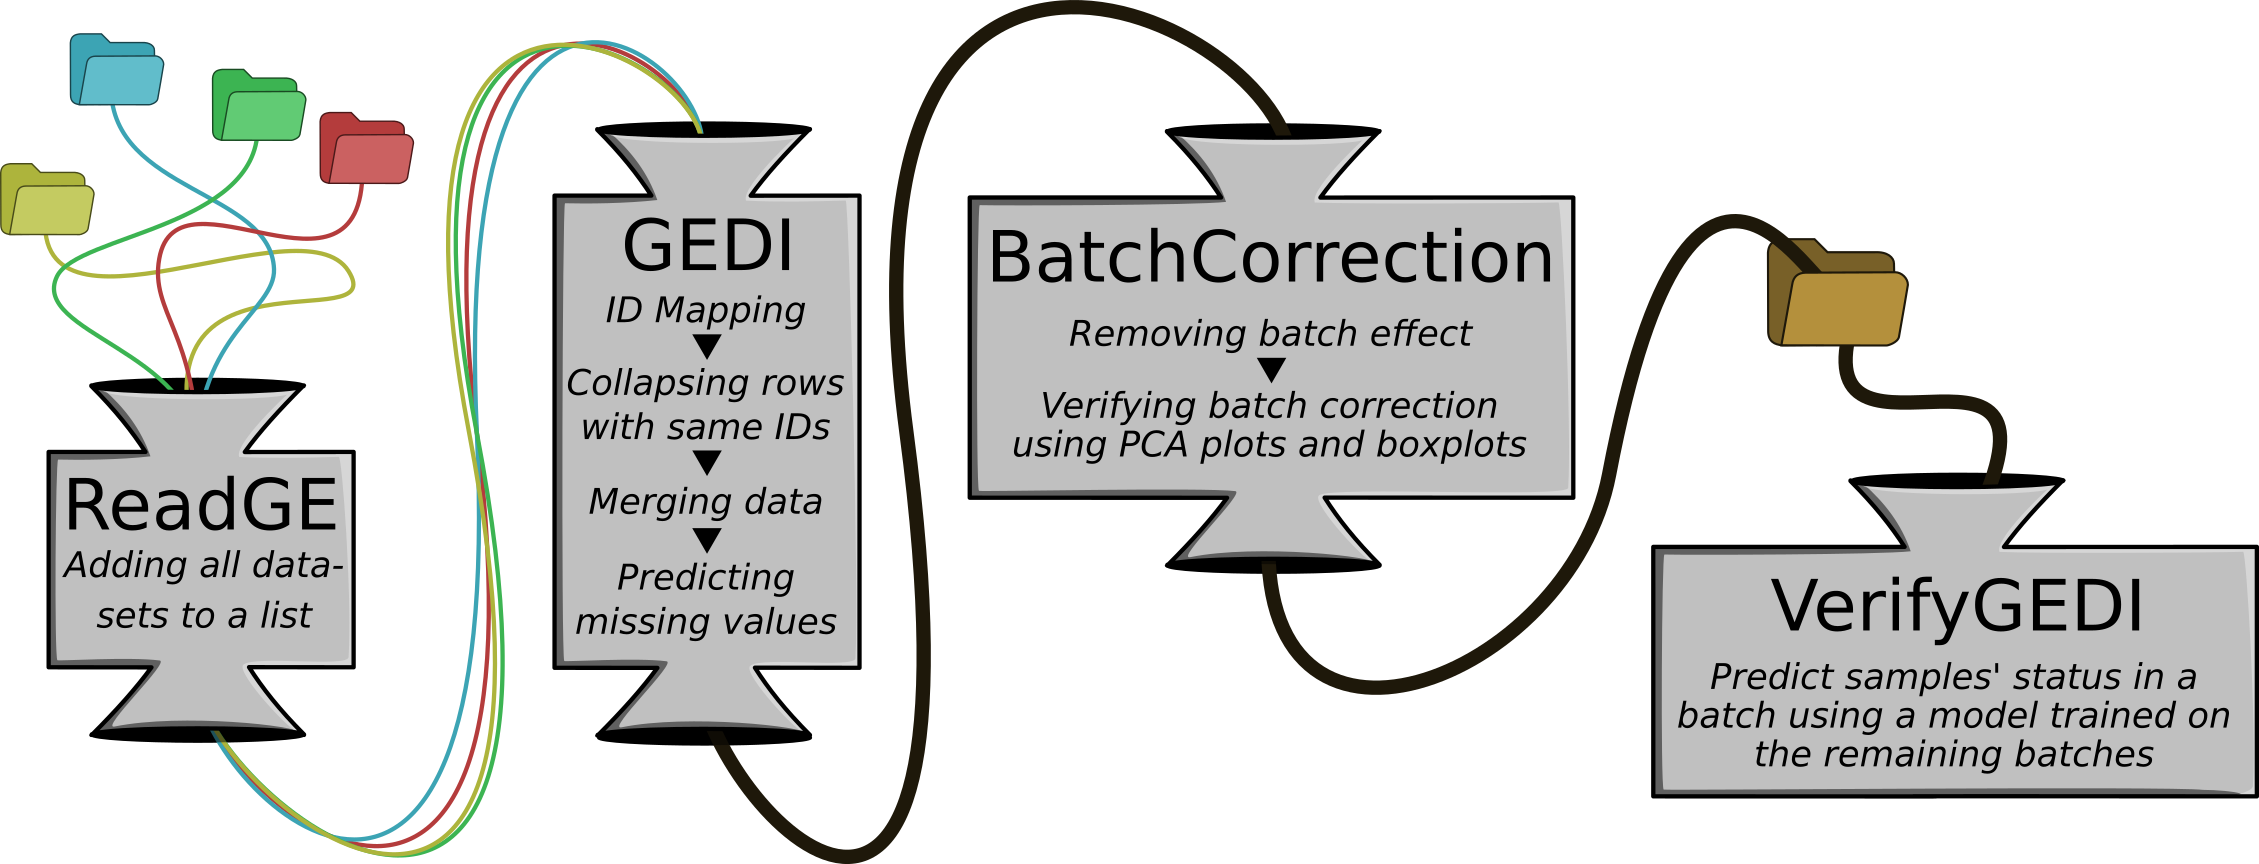 ReadGE
Adding all data-
sets to a list
GEDI
ID Mapping
Collapsing rows
with same IDs
Merging data
Predicting
missing values
BatchCorrection
Removing batch effect
Verifying batch correction
using PCA plots and boxplots
VerifyGEDI
Predict samples' status in a
batch using a model trained on
the remaining batches